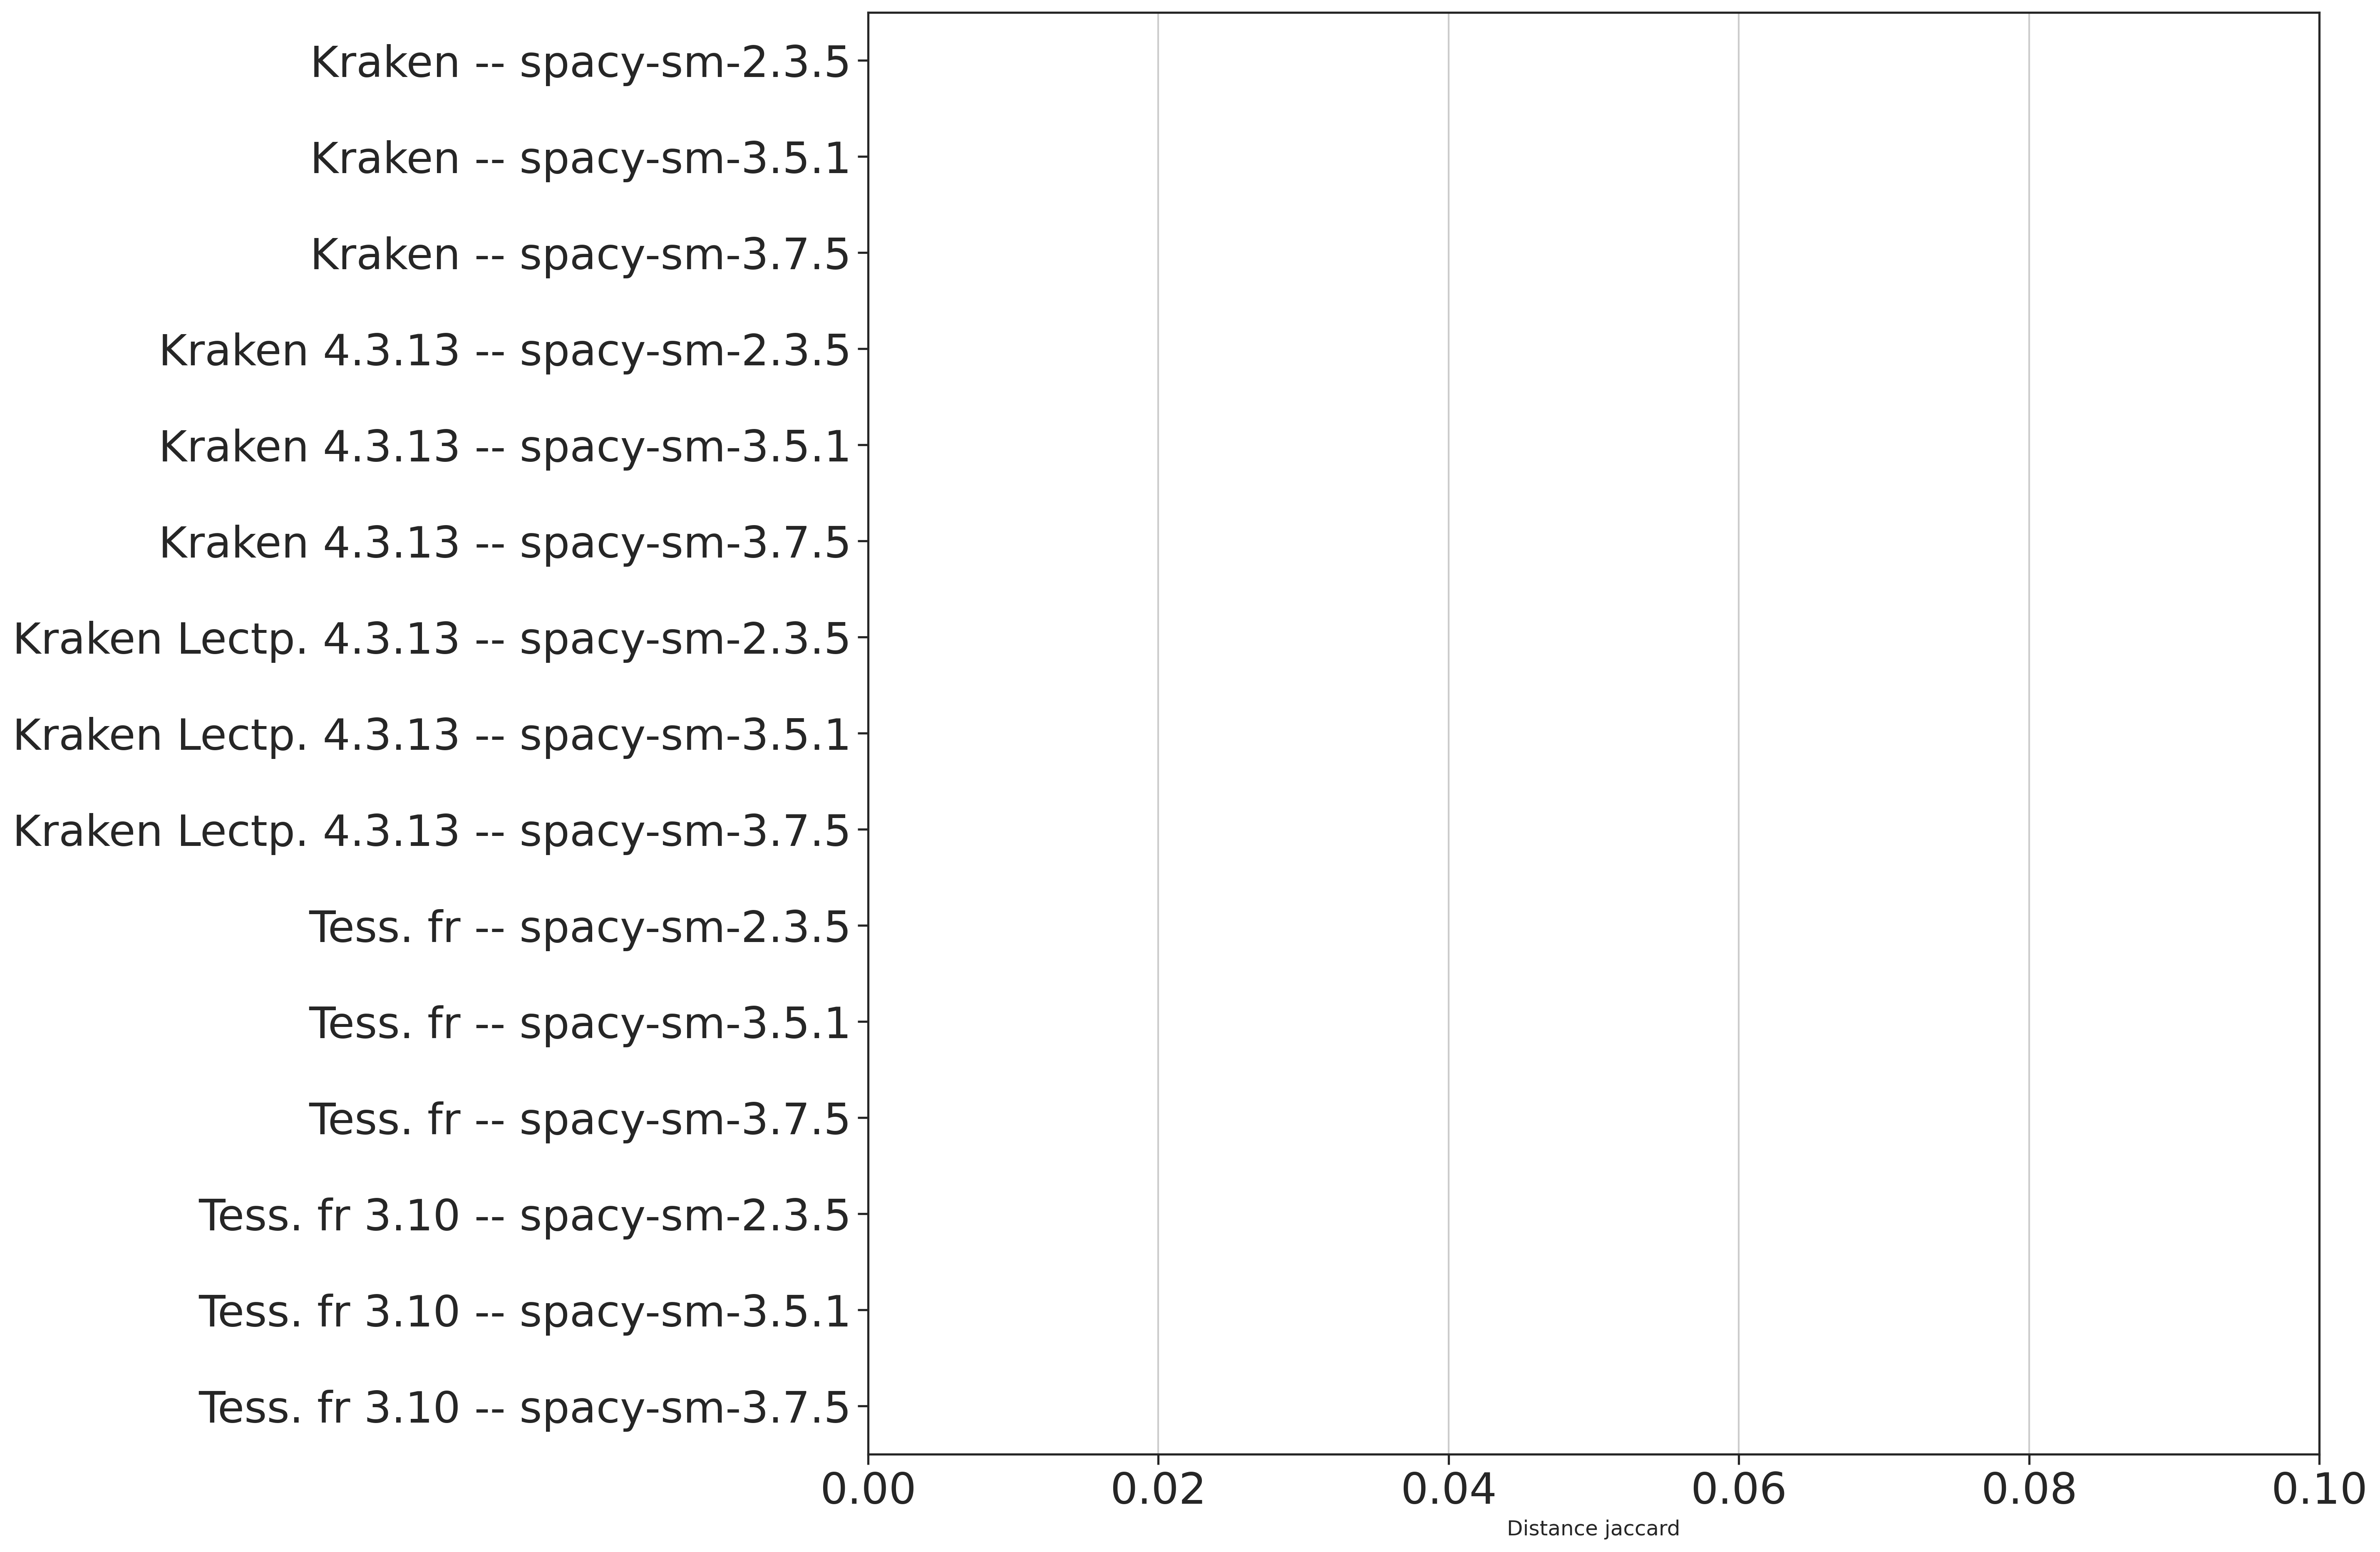 Kraken -- spacy-sm-2.3.5
Kraken -- spacy-sm-3.5.1
Kraken -- spacy-sm-3.7.5
Kraken 4.3.13 -- spacy-sm-2.3.5
Kraken 4.3.13 -- spacy-sm-3.5.1
Kraken 4.3.13 -- spacy-sm-3.7.5
Kraken Lectp. 4.3.13 -- spacy-sm-2.3.5
Kraken Lectp. 4.3.13 -- spacy-sm-3.5.1
Kraken Lectp. 4.3.13 -- spacy-sm-3.7.5
Tess. fr -- spacy-sm-2.3.5
Tess. fr -- spacy-sm-3.5.1
Tess. fr -- spacy-sm-3.7.5
Tess. fr 3.10 -- spacy-sm-2.3.5
Tess. fr 3.10 -- spacy-sm-3.5.1
Tess. fr 3.10 -- spacy-sm-3.7.5
0.00 0.02 0.04 0.06 0.08 0.10
Distance jaccard